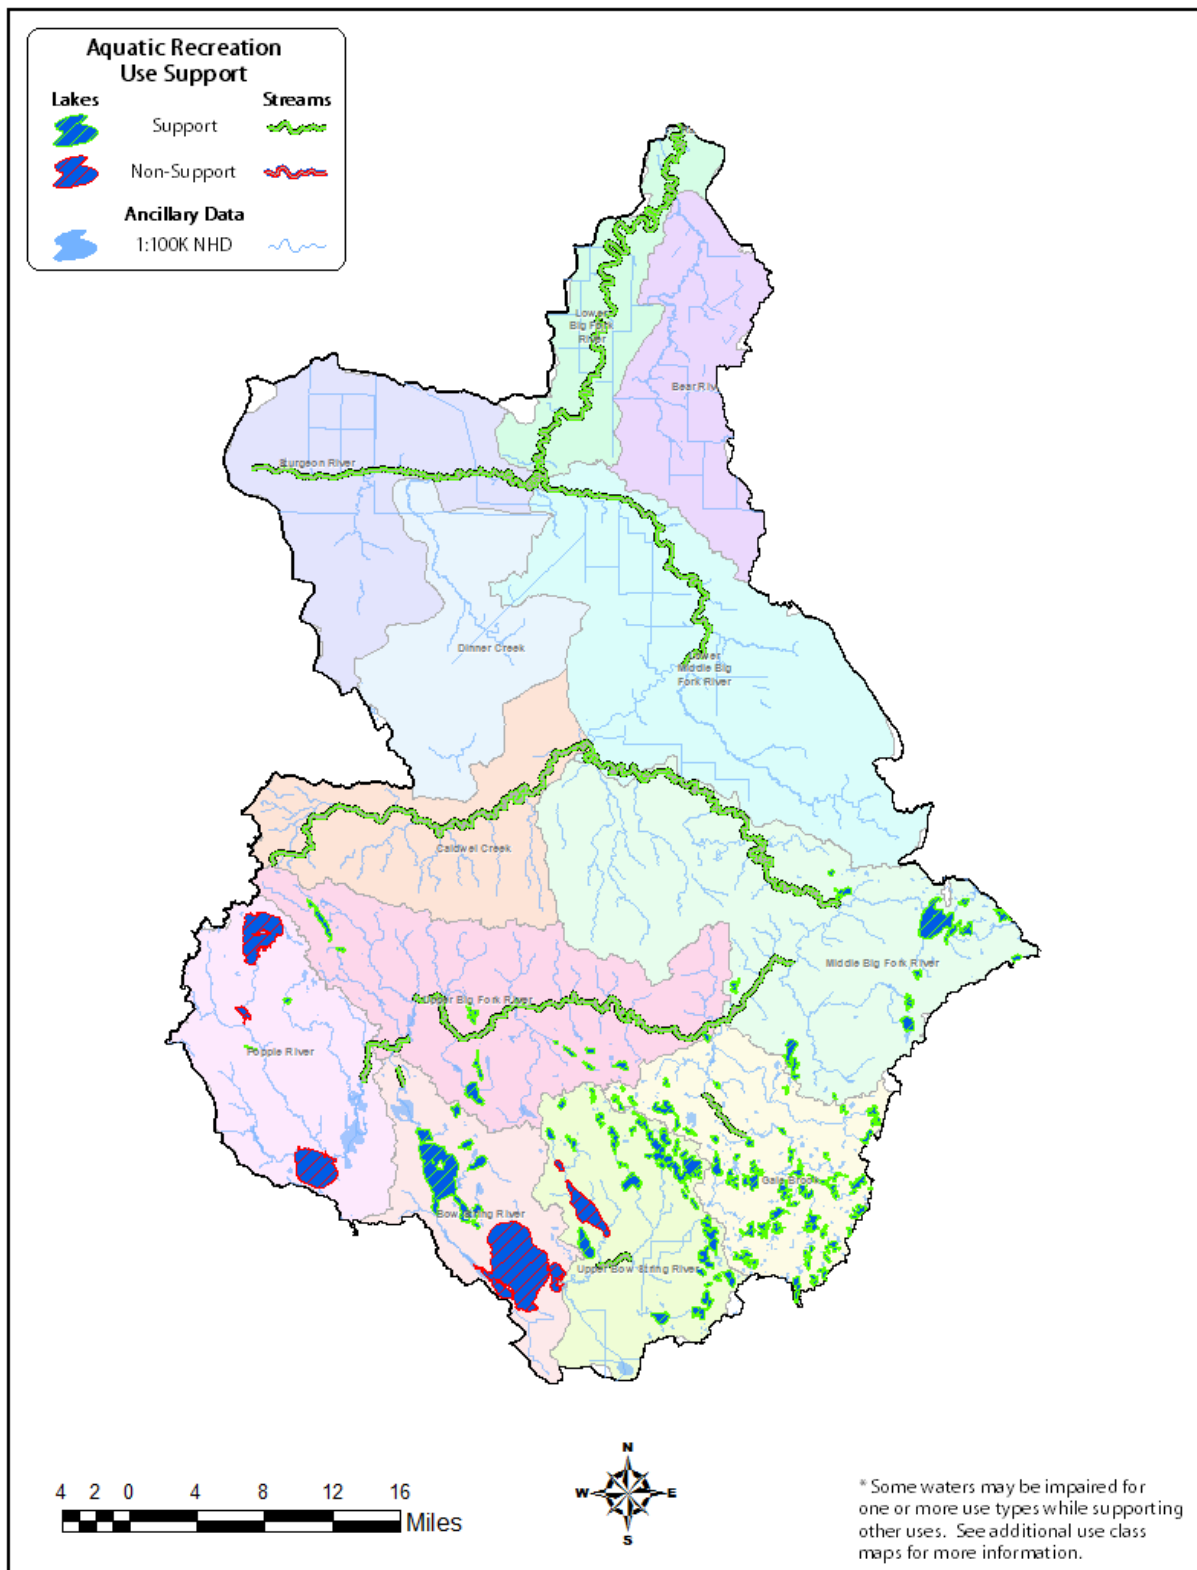 Aquatic Recreation
Use Support
Lakes Streams
Support
Non-Support
Ancillary Data
1:100K NHD
Lower
Big Fork
River
Bear Riv
Sturgeon River
Dinner Creek
Lower
Middle Big
Fork River
Caldwel Creek
Middle Big Fork River
Upper Big Fork River
Popple River
Gale Brook
Bow String River
Upper Bow String River
N
W E
S
4 2 0 4 8 12 16
Miles
* Some waters may be impaired for
one or more use types while supporting
other uses. See additional use class
maps for more information.